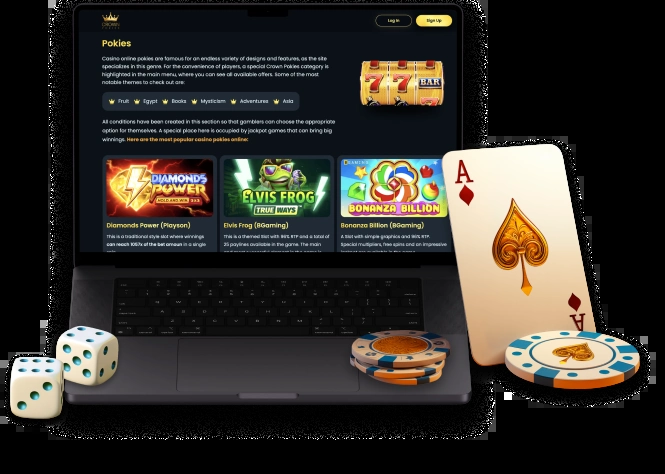 CROWN
Log In
Sign Up
Pokies
Casino online pokies are famous for an endless variety of designs and features, as the site
specializes in this genre. For the convenience of players, a special Crown Pokies category is
highlighted in the main menu, where you can see all available offers. Some of the most
notable themes to check out are:
7 7 BAR
Fruit Egypt Books Mysticism Adventures Asia
All conditions have been created in this section so that gamblers can choose the appropriate
option for themselves. A special place here is occupied by jackpot games that can bring big
winnings. Here are the most popular casino pokies online:
DIAMONDS
POWER
HOLD AND WIN
ELVIS FROG
TRUE WAYS
BONANZA BILLION
Diamonds Power (Playson)
Elvis Frog (BGaming)
Bonanza Billion (BGaming)
This is a traditional slot where winnings
can reach 1057x of the bet amoun in a single
This is a themed slot with 96% RTP and a total of
25 paylines available in the game. The main
A Slot with simple graphics and 96% RTP.
Special multipliers, free spins and an impressive
A
A